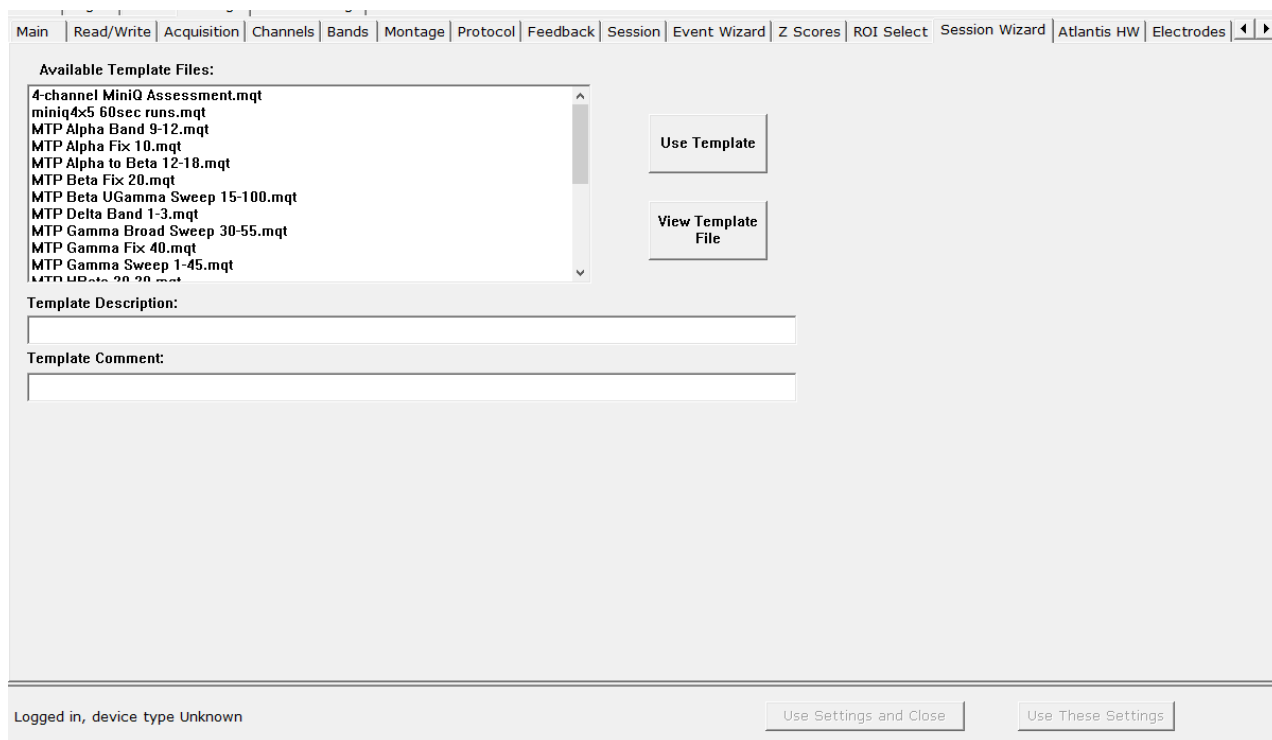 Main Read/Write Acquisition Channels Bands Montage Protocol Feedback Session Event Wizard Z Scores ROI Select Session Wizard Atlantis HW Electrodes
Available Template Files:
4-channel MiniQ Assessment.mqt
miniq4x5 60sec runs.mqt
MTP Alpha Band 9-12.mqt
MTP Alpha Fix 10.mqt
MTP Alpha to Beta 12-18.mqt
MTP Beta Fix 20.mqt
MTP Beta UGamma Sweep 15-100.mqt
MTP Delta Band 1-3.mqt
MTP Gamma Broad Sweep 30-55.mqt
MTP Gamma Fix 40.mqt
MTP Gamma Sweep 1-45.mqt
Use Template
View Template
File
Template Description:
Template Comment:
Logged in, device type Unknown
Use Settings and Close
Use These Settings